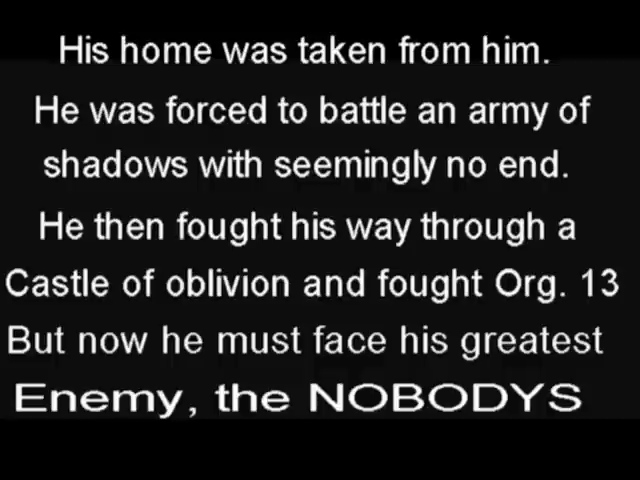 His home was taken from him.
He was forced to battle an army of
shadows with seemingly no end.
He then fought his way through a
Castle of oblivion and fought Org. 13
But now he must face his greatest
Enemy, the NOBODYS